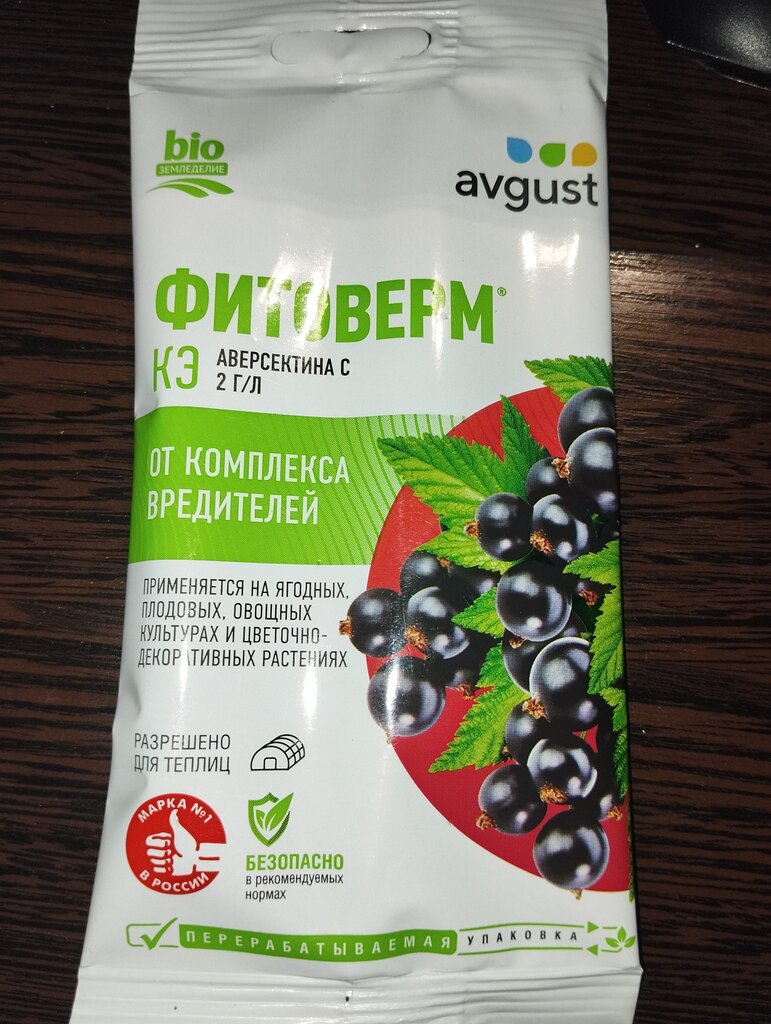 bio
ЗЕМЛЕДЕЛИЕ
avgust
ФИТОВЕРМ®
КЭ АВЕРСЕКТИНА С
2 Г/Л
ОТ КОМПЛЕКСА
ВРЕДИТЕЛЕЙ
ПРИМЕНЯЕТСЯ НА ЯГОДНЫХ,
ПЛОДОВЫХ, ОВОЩНЫХ
КУЛЬТУРАХ И ЦВЕТОЧНО-
ДЕКОРАТИВНЫХ РАСТЕНИЯХ
РАЗРЕШЕНО
ДЛЯ ТЕПЛИЦ
МАРКА №1
В РОССИИ
БЕЗОПАСНО
в рекомендуемых
нормах
ПЕРЕРАБАТЫВАЕМАЯ УПАКОВКА